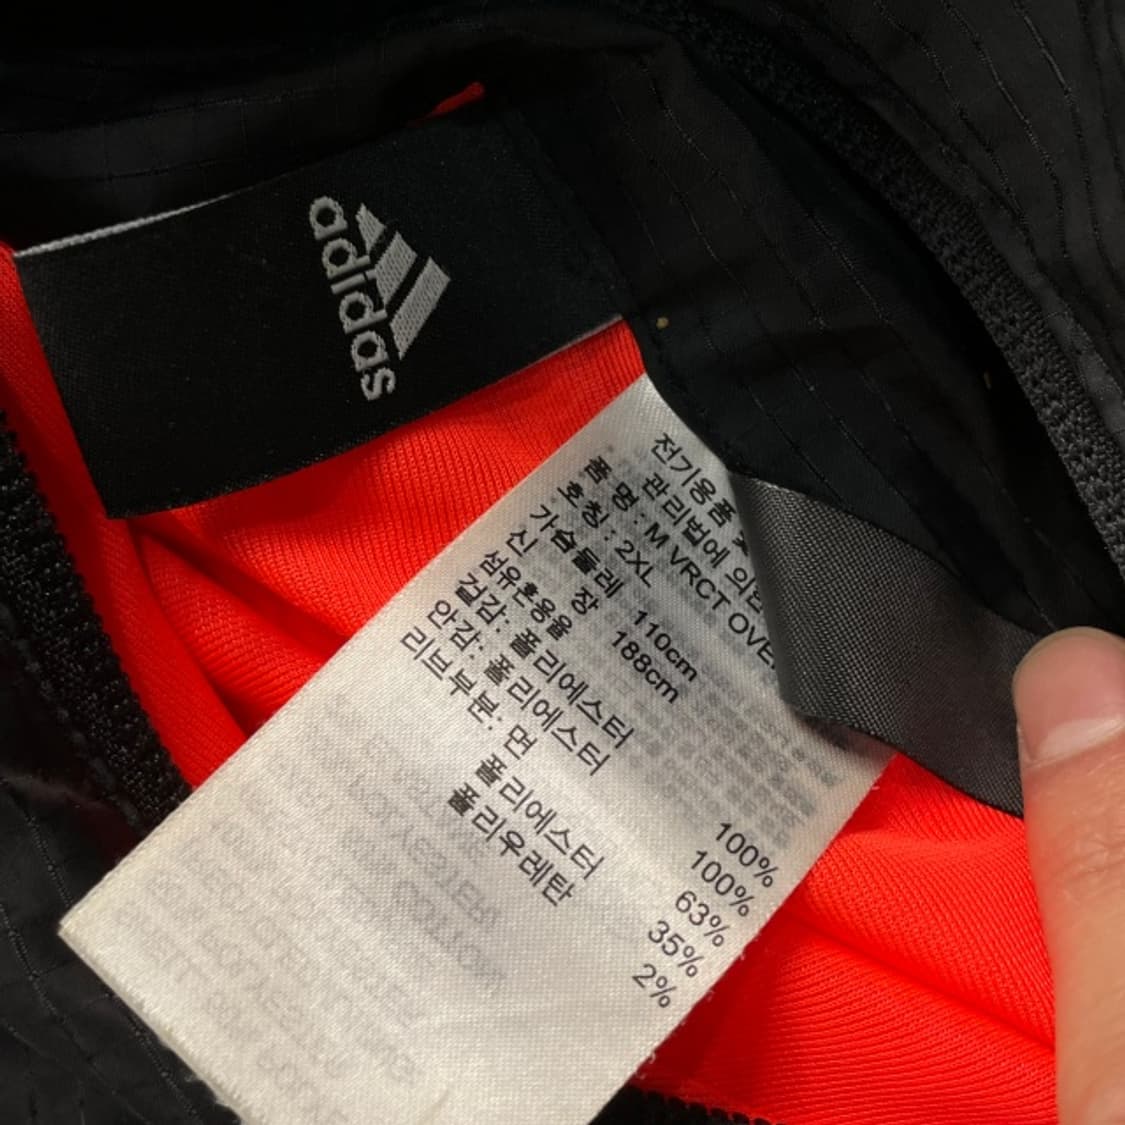 adidas
전기용품
관리법에 의한
품 명 : M VRCT OVE
호칭 : 2XL
가슴둘레 110cm
신 장 188cm
섬유혼용율
겉감: 폴리에스터 100%
안감: 폴리에스터 100%
리브부분: 면 63%
폴리에스터 35%
폴리우레탄 2%